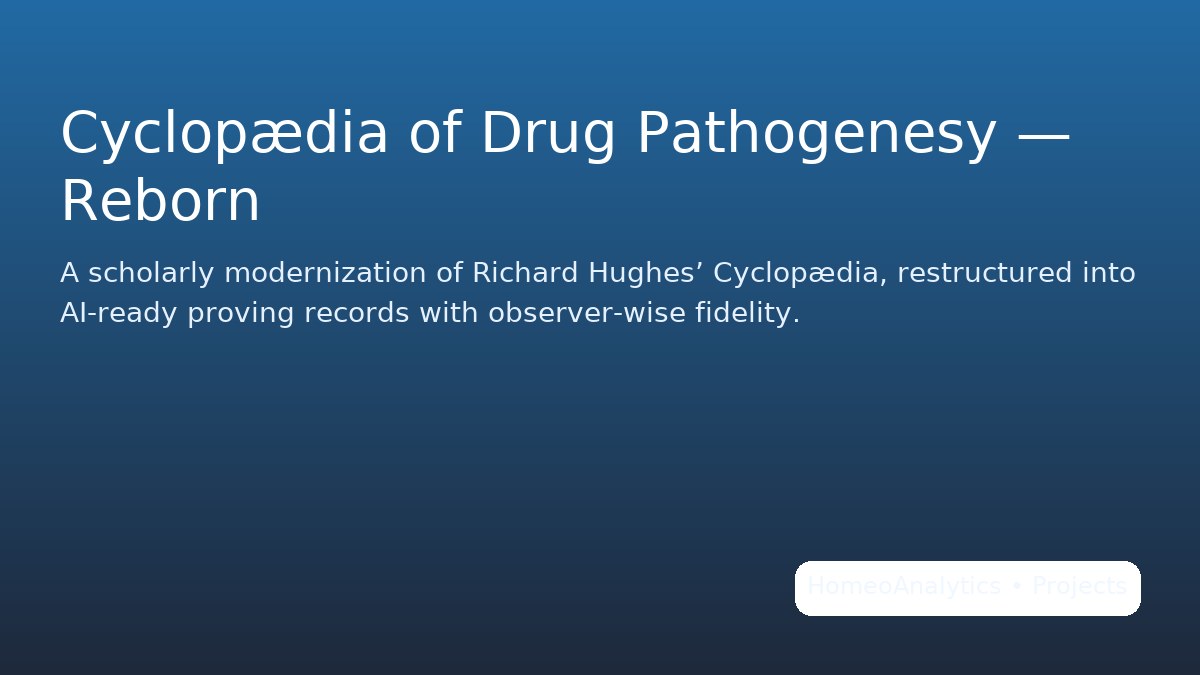 Cyclopædia of Drug Pathogenesy —
Reborn
A scholarly modernization of Richard Hughes’ Cyclopædia, restructured into
AI-ready proving records with observer-wise fidelity.
HomeoAnalytics • Projects